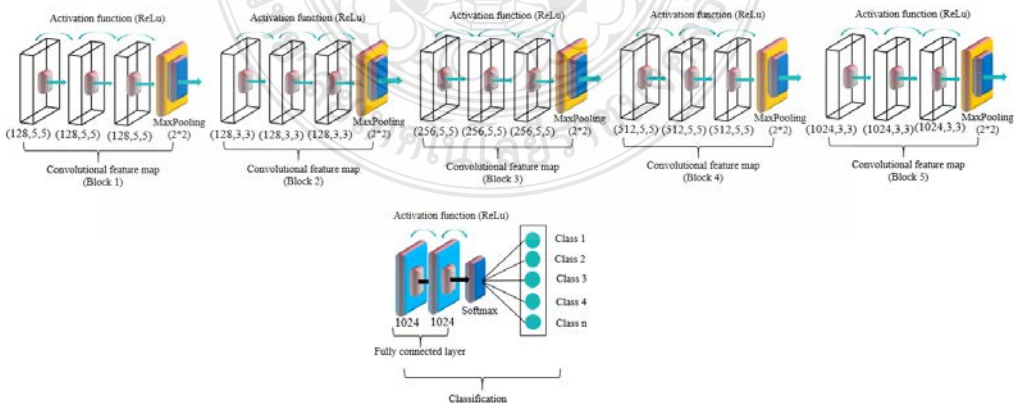 Activation function (ReLu)
(128,5,5) (128,5,5) (128,5,5)
MaxPooling
(2*2)
Convolutional feature map
(Block 1)
Activation function (ReLu)
(128,3,3) (128,3,3) (128,3,3)
MaxPooling
(2*2)
Convolutional feature map
(Block 2)
Activation function (ReLu)
(256,5,5) (256,5,5) (256,5,5)
MaxPooling
(2*2)
Convolutional feature map
(Block 3)
Activation function (ReLu)
(512,5,5) (512,5,5) (512,5,5)
MaxPooling
(2*2)
Convolutional feature map
(Block 4)
Activation function (ReLu)
(1024,3,3) (1024,3,3) (1024,3,3)
MaxPooling
(2*2)
Convolutional feature map
(Block 5)
Activation function (ReLu)
1024 1024
Softmax
Class 1
Class 2
Class 3
Class 4
Class n
Fully connected layer
Classification